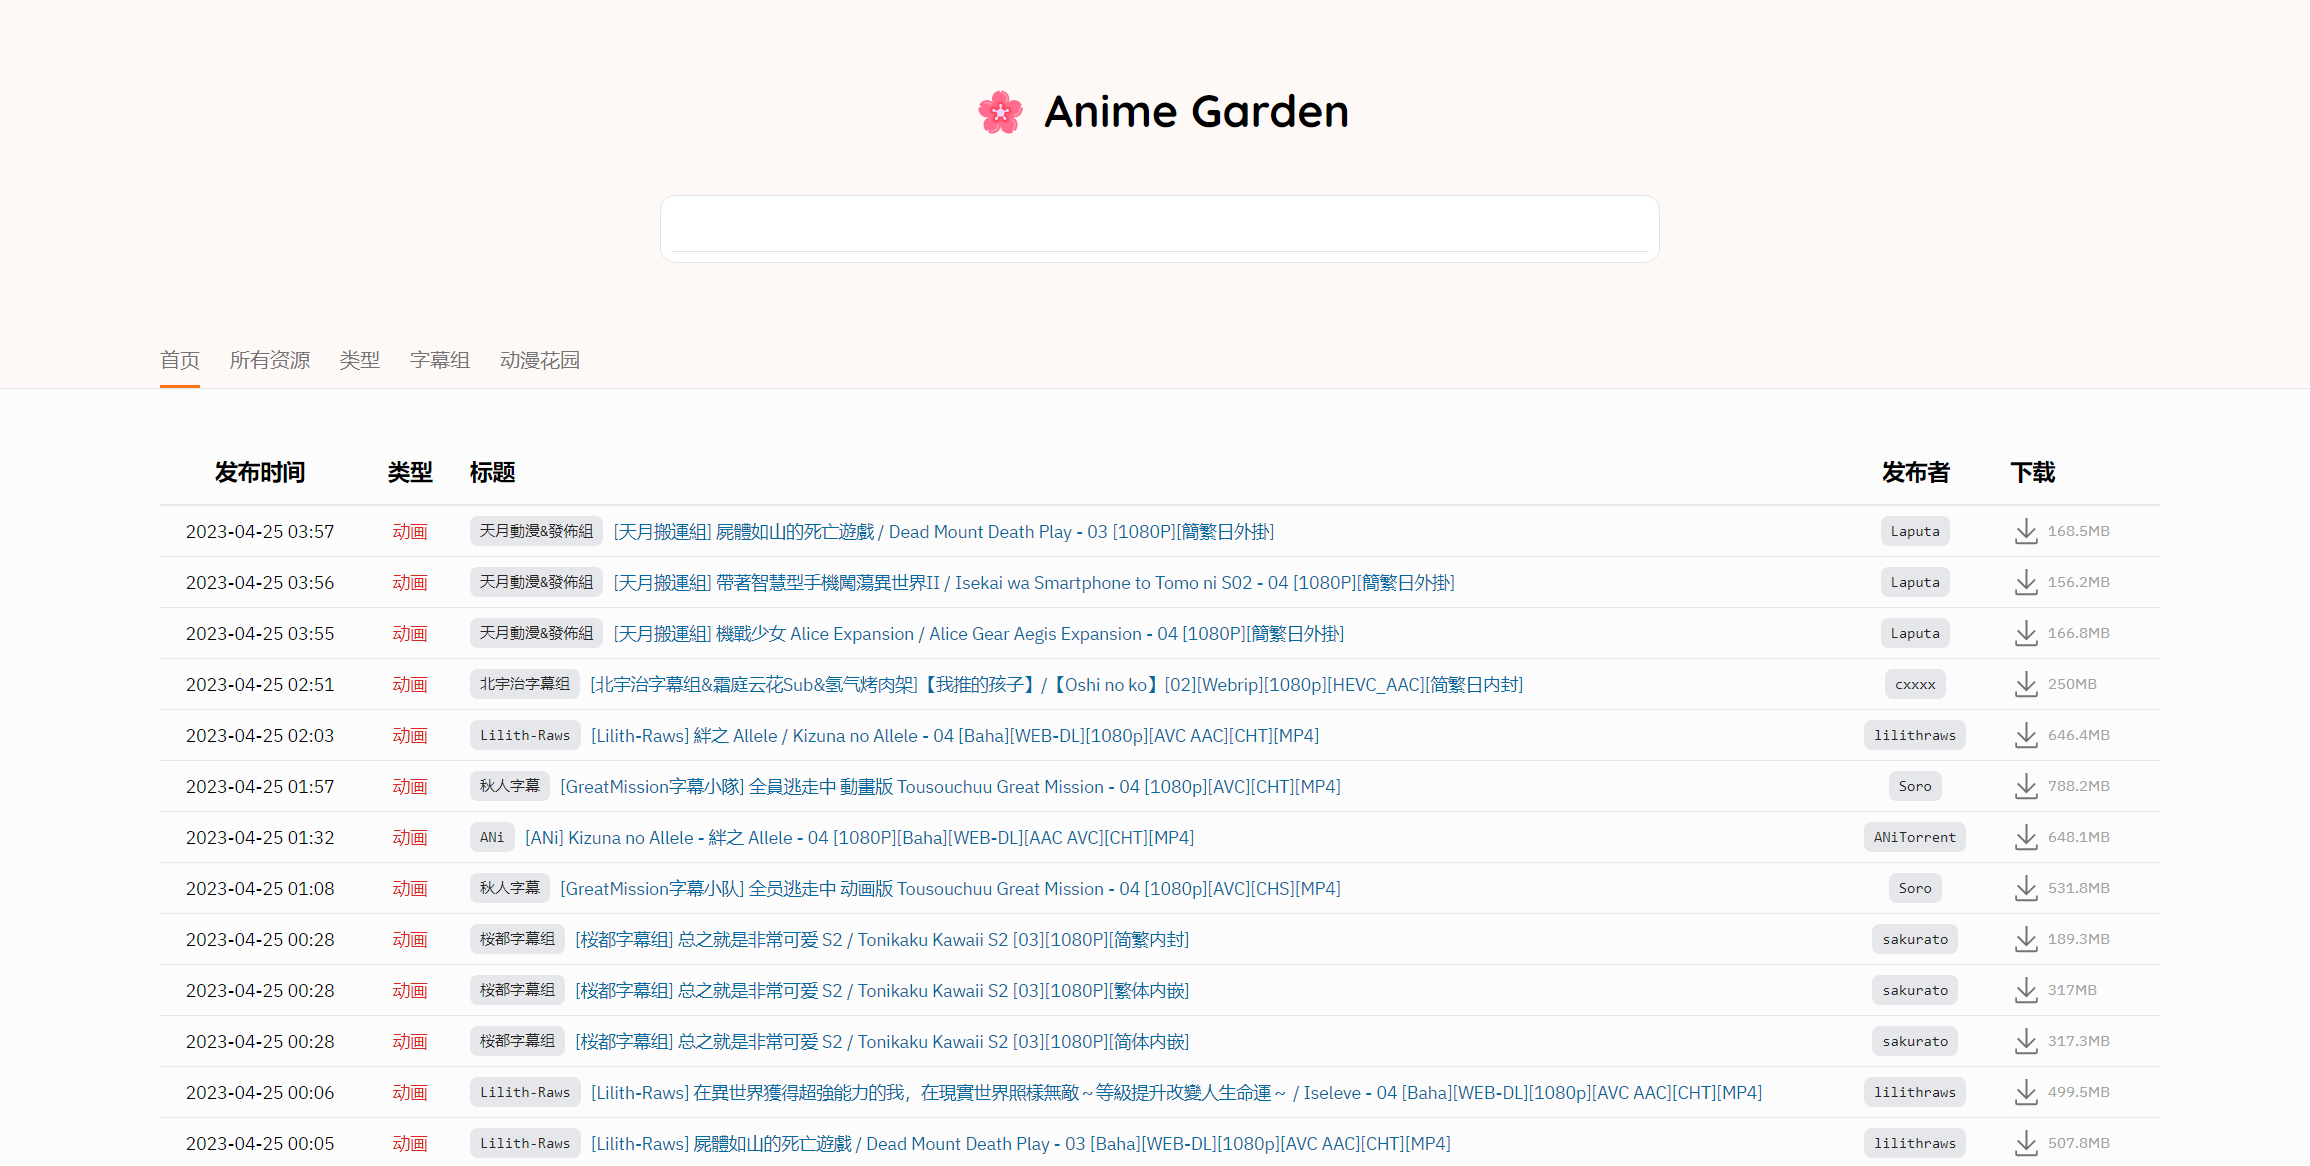 Anime Garden
首页 所有资源 类型 字幕组 动漫花园
发布时间 类型 标题 发布者 下载
2023-04-25 03:57 动画 天月動漫&發佈組 [天月搬運組] 屍體如山的死亡遊戲 / Dead Mount Death Play - 03 [1080P][簡繁日外掛] Laputa 168.5MB
2023-04-25 03:56 动画 天月動漫&發佈組 [天月搬運組] 帶著智慧型手機闖蕩異世界II / Isekai wa Smartphone to Tomo ni S02 - 04 [1080P][簡繁日外掛] Laputa 156.2MB
2023-04-25 03:55 动画 天月動漫&發佈組 [天月搬運組] 機戰少女 Alice Expansion / Alice Gear Aegis Expansion - 04 [1080P][簡繁日外掛] Laputa 166.8MB
2023-04-25 02:51 动画 北宇治字幕组 [北宇治字幕组&霜庭云花Sub&氢气烤肉架]【我推的孩子】/【Oshi no ko】[02][Webrip][1080p][HEVC_AAC][简繁日内封] cxxxx 250MB
2023-04-25 02:03 动画 Lilith-Raws [Lilith-Raws] 絆之 Allele / Kizuna no Allele - 04 [Baha][WEB-DL][1080p][AVC AAC][CHT][MP4] lilithraws 646.4MB
2023-04-25 01:57 动画 秋人字幕 [GreatMission字幕小隊] 全員逃走中 動畫版 Tousouchuu Great Mission - 04 [1080p][AVC][CHT][MP4] Soro 788.2MB
2023-04-25 01:32 动画 ANi [ANi] Kizuna no Allele - 絆之 Allele - 04 [1080P][Baha][WEB-DL][AAC AVC][CHT][MP4] ANiTorrent 648.1MB
2023-04-25 01:08 动画 秋人字幕 [GreatMission字幕小队] 全员逃走中 动画版 Tousouchuu Great Mission - 04 [1080p][AVC][CHS][MP4] Soro 531.8MB
2023-04-25 00:28 动画 桜都字幕组 [桜都字幕组] 总之就是非常可爱 S2 / Tonikaku Kawaii S2 [03][1080P][简繁内封] sakurato 189.3MB
2023-04-25 00:28 动画 桜都字幕组 [桜都字幕组] 总之就是非常可爱 S2 / Tonikaku Kawaii S2 [03][1080P][繁体内嵌] sakurato 317MB
2023-04-25 00:28 动画 桜都字幕组 [桜都字幕组] 总之就是非常可爱 S2 / Tonikaku Kawaii S2 [03][1080P][简体内嵌] sakurato 317.3MB
2023-04-25 00:06 动画 Lilith-Raws [Lilith-Raws] 在異世界獲得超強能力的我，在現實世界照樣無敵～等級提升改變人生命運～ / Iseleve - 04 [Baha][WEB-DL][1080p][AVC AAC][CHT][MP4] lilithraws 499.5MB
2023-04-25 00:05 动画 Lilith-Raws [Lilith-Raws] 屍體如山的死亡遊戲 / Dead Mount Death Play - 03 [Baha][WEB-DL][1080p][AVC AAC][CHT][MP4] lilithraws 507.8MB